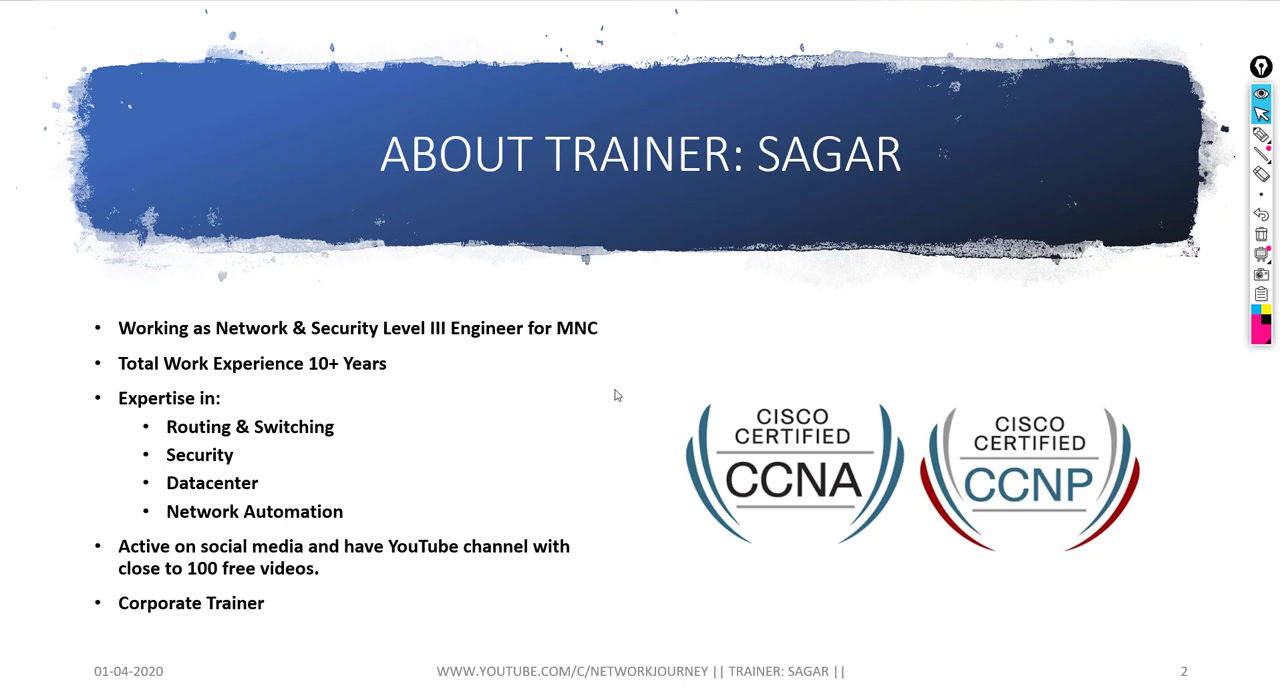 ABOUT TRAINER: SAGAR
• Working as Network & Security Level III Engineer for MNC
• Total Work Experience 10+ Years
• Expertise in:
• Routing & Switching
• Security
• Datacenter
• Network Automation
• Active on social media and have YouTube channel with
close to 100 free videos.
• Corporate Trainer
CISCO
CERTIFIED
CCNA
CISCO
CERTIFIED
CCNP
01-04-2020
WWW.YOUTUBE.COM/C/NETWORKJOURNEY || TRAINER: SAGAR ||
2